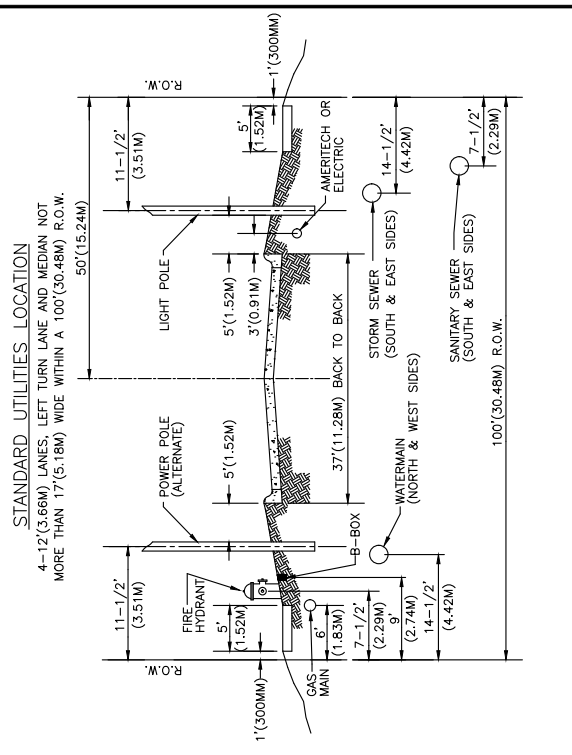 STANDARD UTILITIES LOCATION
4-12'(3.66M) LANES, LEFT TURN LANE AND MEDIAN NOT
MORE THAN 17'(5.18M) WIDE WITHIN A 100'(30.48M) R.O.W.
50'(15.24M)
11-1/2'
(3.51M)
11-1/2'
(3.51M)
R.O.W.
R.O.W.
POWER POLE
(ALTERNATE)
LIGHT POLE
FIRE
HYDRANT
5'
(1.52M)
5'(1.52M)
5'(1.52M)
3'(0.91M)
5'
(1.52M)
1'(300MM)
1'(300MM)
GAS
MAIN
6'
(1.83M)
7-1/2'
(2.29M)
9'
(2.74M)
14-1/2'
(4.42M)
B-BOX
37'(11.28M) BACK TO BACK
AMERITECH OR
ELECTRIC
WATERMAIN
(NORTH & WEST SIDES)
STORM SEWER
(SOUTH & EAST SIDES)
14-1/2'
(4.42M)
SANITARY SEWER
(SOUTH & EAST SIDES)
7-1/2'
(2.29M)
100'(30.48M) R.O.W.